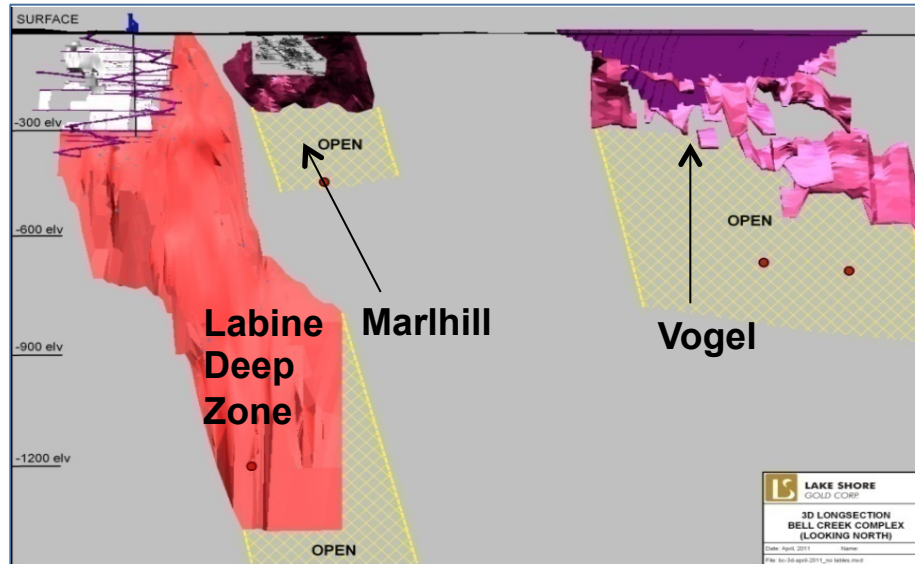 SURFACE
-300 elv
OPEN
-600 elv
OPEN
Labine
Deep
Zone
Marlhill
Vogel
-900 elv
-1200 elv
OPEN
LS
LAKE SHORE
GOLD CORP.
3D LONGSECTION
BELL CREEK COMPLEX
(LOOKING NORTH)
Date: April, 2011 Name: